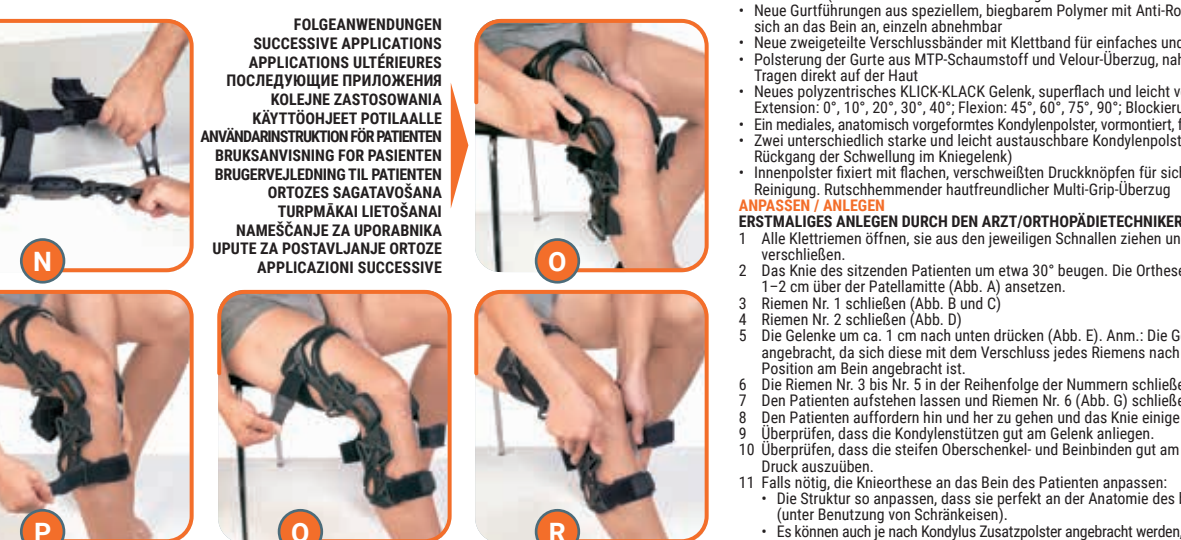 FOLGEANWENDUNGEN
SUCCESSIVE APPLICATIONS
APPLICATIONS ULTÉRIEURES
ПОСЛЕДУЮЩИЕ ПРИЛОЖЕНИЯ
KOLEJNE ZASTOSOWANIA
KÄYTTÖOHJEET POTILAALLE
ANVÄNDARINSTRUKTION FÖR PATIENTEN
BRUKSANVISNING FOR PASIENTEN
BRUGERVEJLEDNING TIL PATIENTEN
ORTOZES SAGATAVOŠANA
TURPMĀKAI LIETOŠANAI
NAMEŠČANJE ZA UPORABNIKA
UPUTE ZA POSTAVLJANJE ORTOZE
APPLICAZIONI SUCCESSIVE
N
O
P
Q
R
• Neue Gurtführungen aus speziellem, biegbarem Polymer mit Anti-Ro
sich an das Bein an, einzeln abnehmbar
• Neue zweigeteilte Verschlussbänder mit Klettband für einfaches und
• Polsterung der Gurte aus MTP-Schaumstoff und Velour-Überzug, nah
Tragen direkt auf der Haut
• Neues polyzentrisches KLICK-KLACK Gelenk, superflach und leicht v
Extension: 0°, 10°, 20°, 30°, 40°; Flexion: 45°, 60°, 75°, 90°; Blockieru
• Ein mediales, anatomisch vorgeformtes Kondylenpolster, vormontiert, f
• Zwei unterschiedlich starke und leicht austauschbare Kondylenpolst
Rückgang der Schwellung im Kniegelenk)
• Innenpolster fixiert mit flachen, verschweißten Druckknöpfen für sich
Reinigung. Rutschhemmender hautfreundlicher Multi-Grip-Überzug
ANPASSEN / ANLEGEN
ERSTMALIGES ANLEGEN DURCH DEN ARZT/ORTHOPÄDIETECHNIKER
1 Alle Klettriemen öffnen, sie aus den jeweiligen Schnallen ziehen un
verschließen.
2 Das Knie des sitzenden Patienten um etwa 30° beugen. Die Orthese
1–2 cm über der Patellamitte (Abb. A) ansetzen.
3 Riemen Nr. 1 schließen (Abb. B und C)
4 Riemen Nr. 2 schließen (Abb. D)
5 Die Gelenke um ca. 1 cm nach unten drücken (Abb. E). Anm.: Die G
angebracht, da sich diese mit dem Verschluss jedes Riemens nach
Position am Bein angebracht ist.
6 Die Riemen Nr. 3 bis Nr. 5 in der Reihenfolge der Nummern schließe
7 Den Patienten aufstehen lassen und Riemen Nr. 6 (Abb. G) schließe
8 Den Patienten auffordern hin und her zu gehen und das Knie einige
9 Überprüfen, dass die Kondylenstützen gut am Gelenk anliegen.
10 Überprüfen, dass die steifen Oberschenkel- und Beinbinden gut am
Druck auszuüben.
11 Falls nötig, die Knieorthese an das Bein des Patienten anpassen:
• Die Struktur so anpassen, dass sie perfekt an der Anatomie des
(unter Benutzung von Schränkeisen).
• Es können auch je nach Kondylus Zusatzpolster angebracht werden,